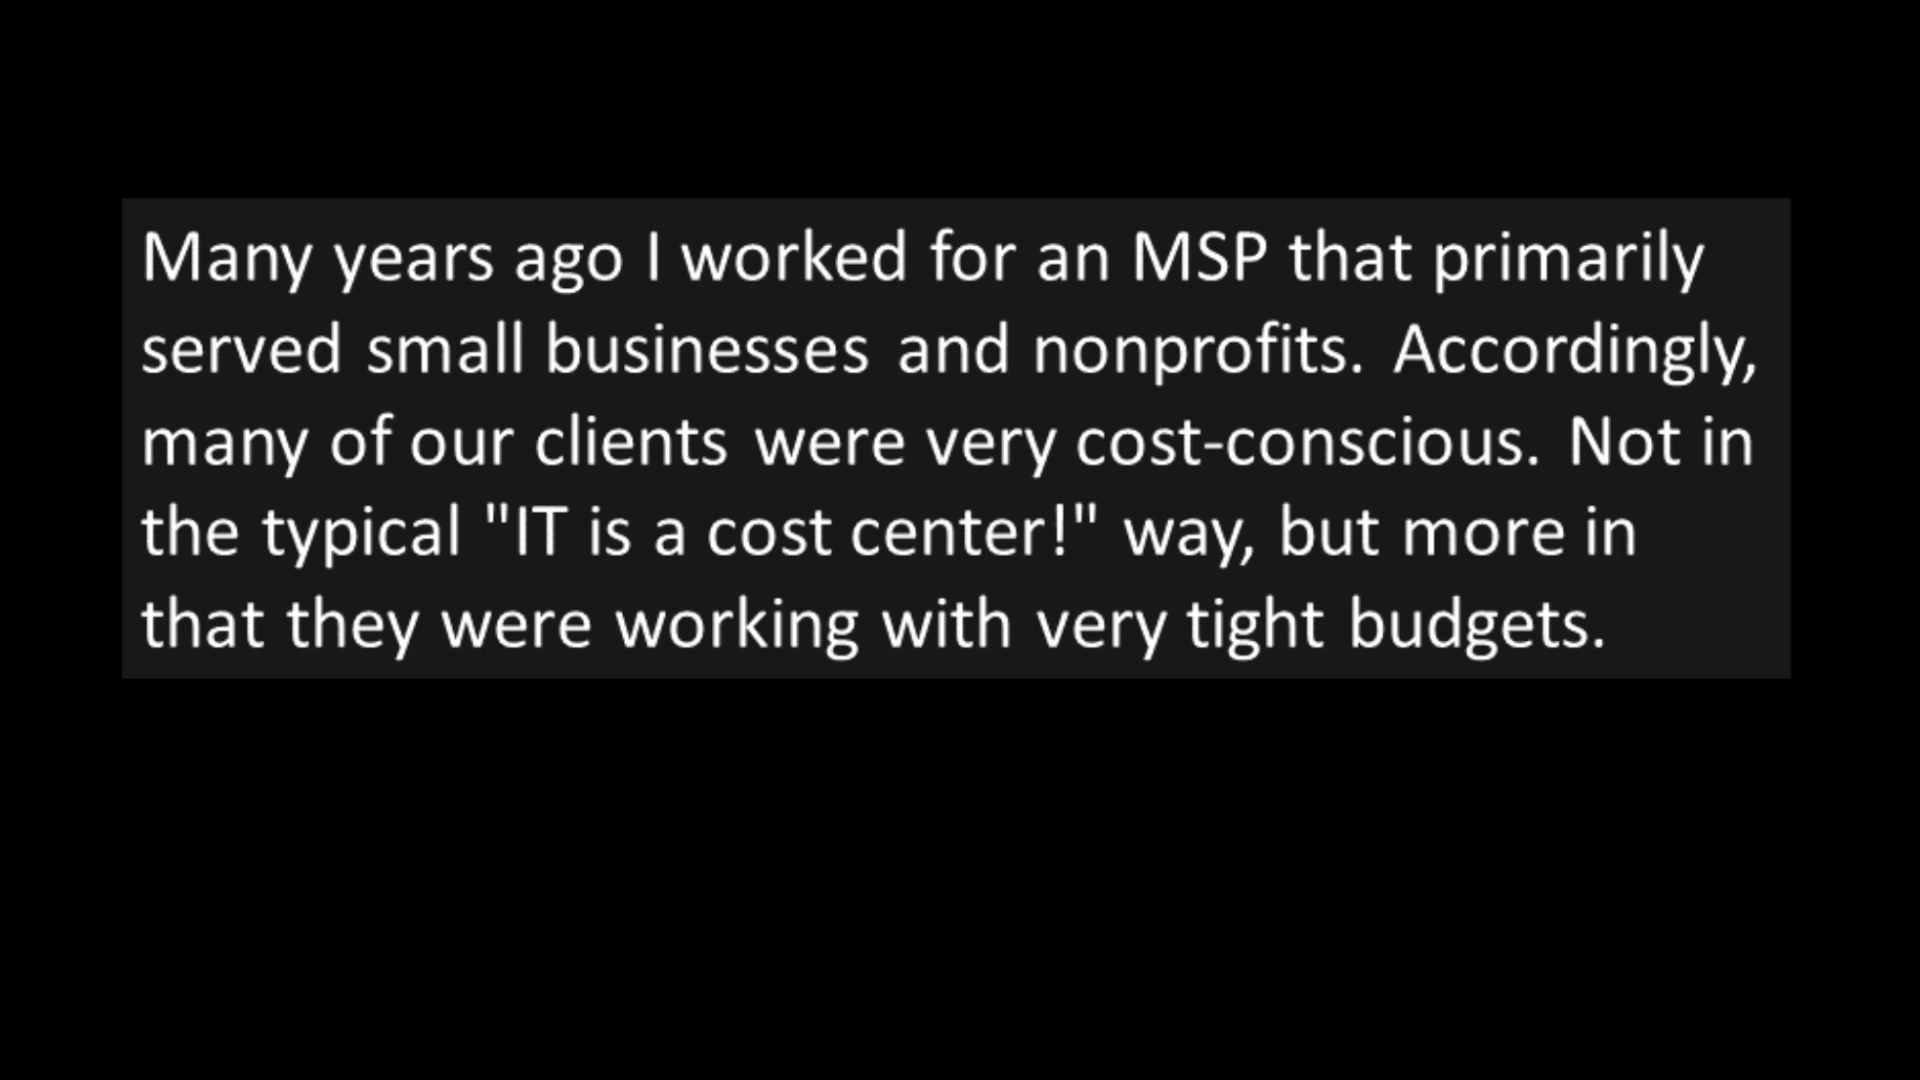 Many years ago I worked for an MSP that primarily
served small businesses and nonprofits. Accordingly,
many of our clients were very cost-conscious. Not in
the typical "IT is a cost center!" way, but more in
that they were working with very tight budgets.